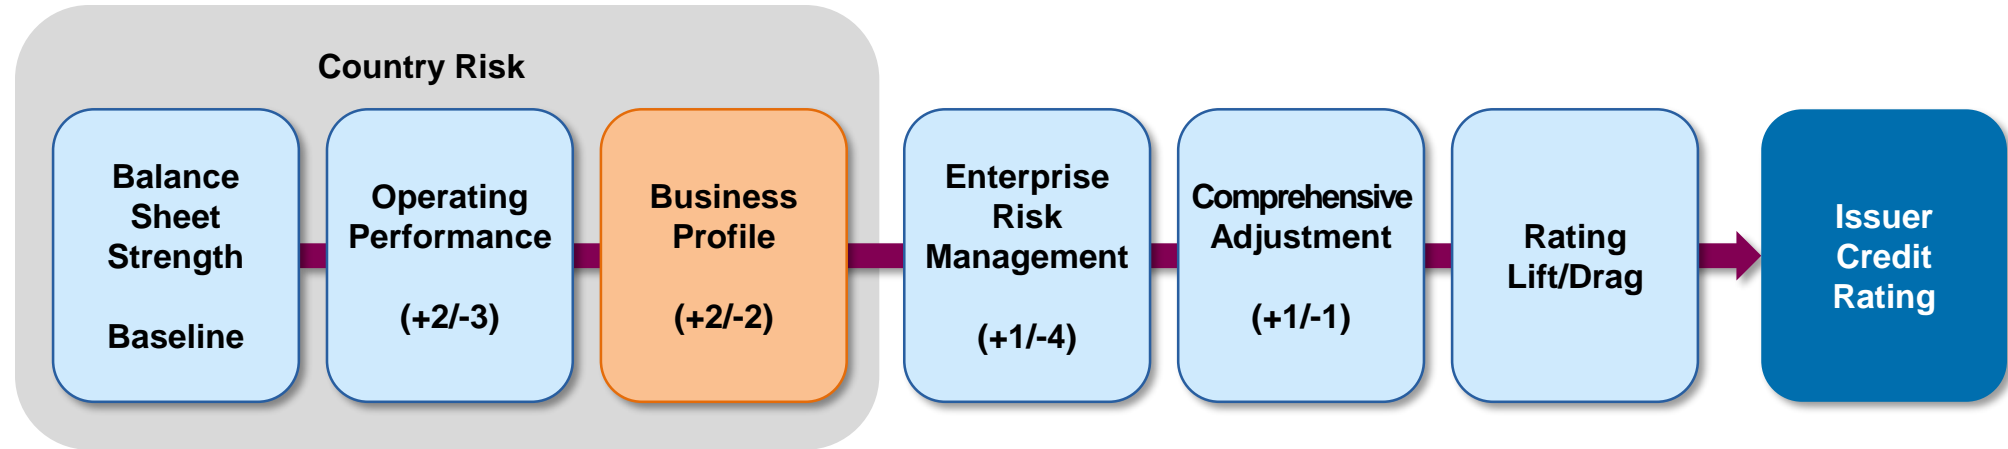 Country Risk
Balance
Sheet
Strength
Baseline
Operating
Performance
(+2/-3)
Business
Profile
(+2/-2)
Enterprise
Risk
Management
(+1/-4)
Comprehensive
Adjustment
(+1/-1)
Rating
Lift/Drag
Issuer
Credit
Rating